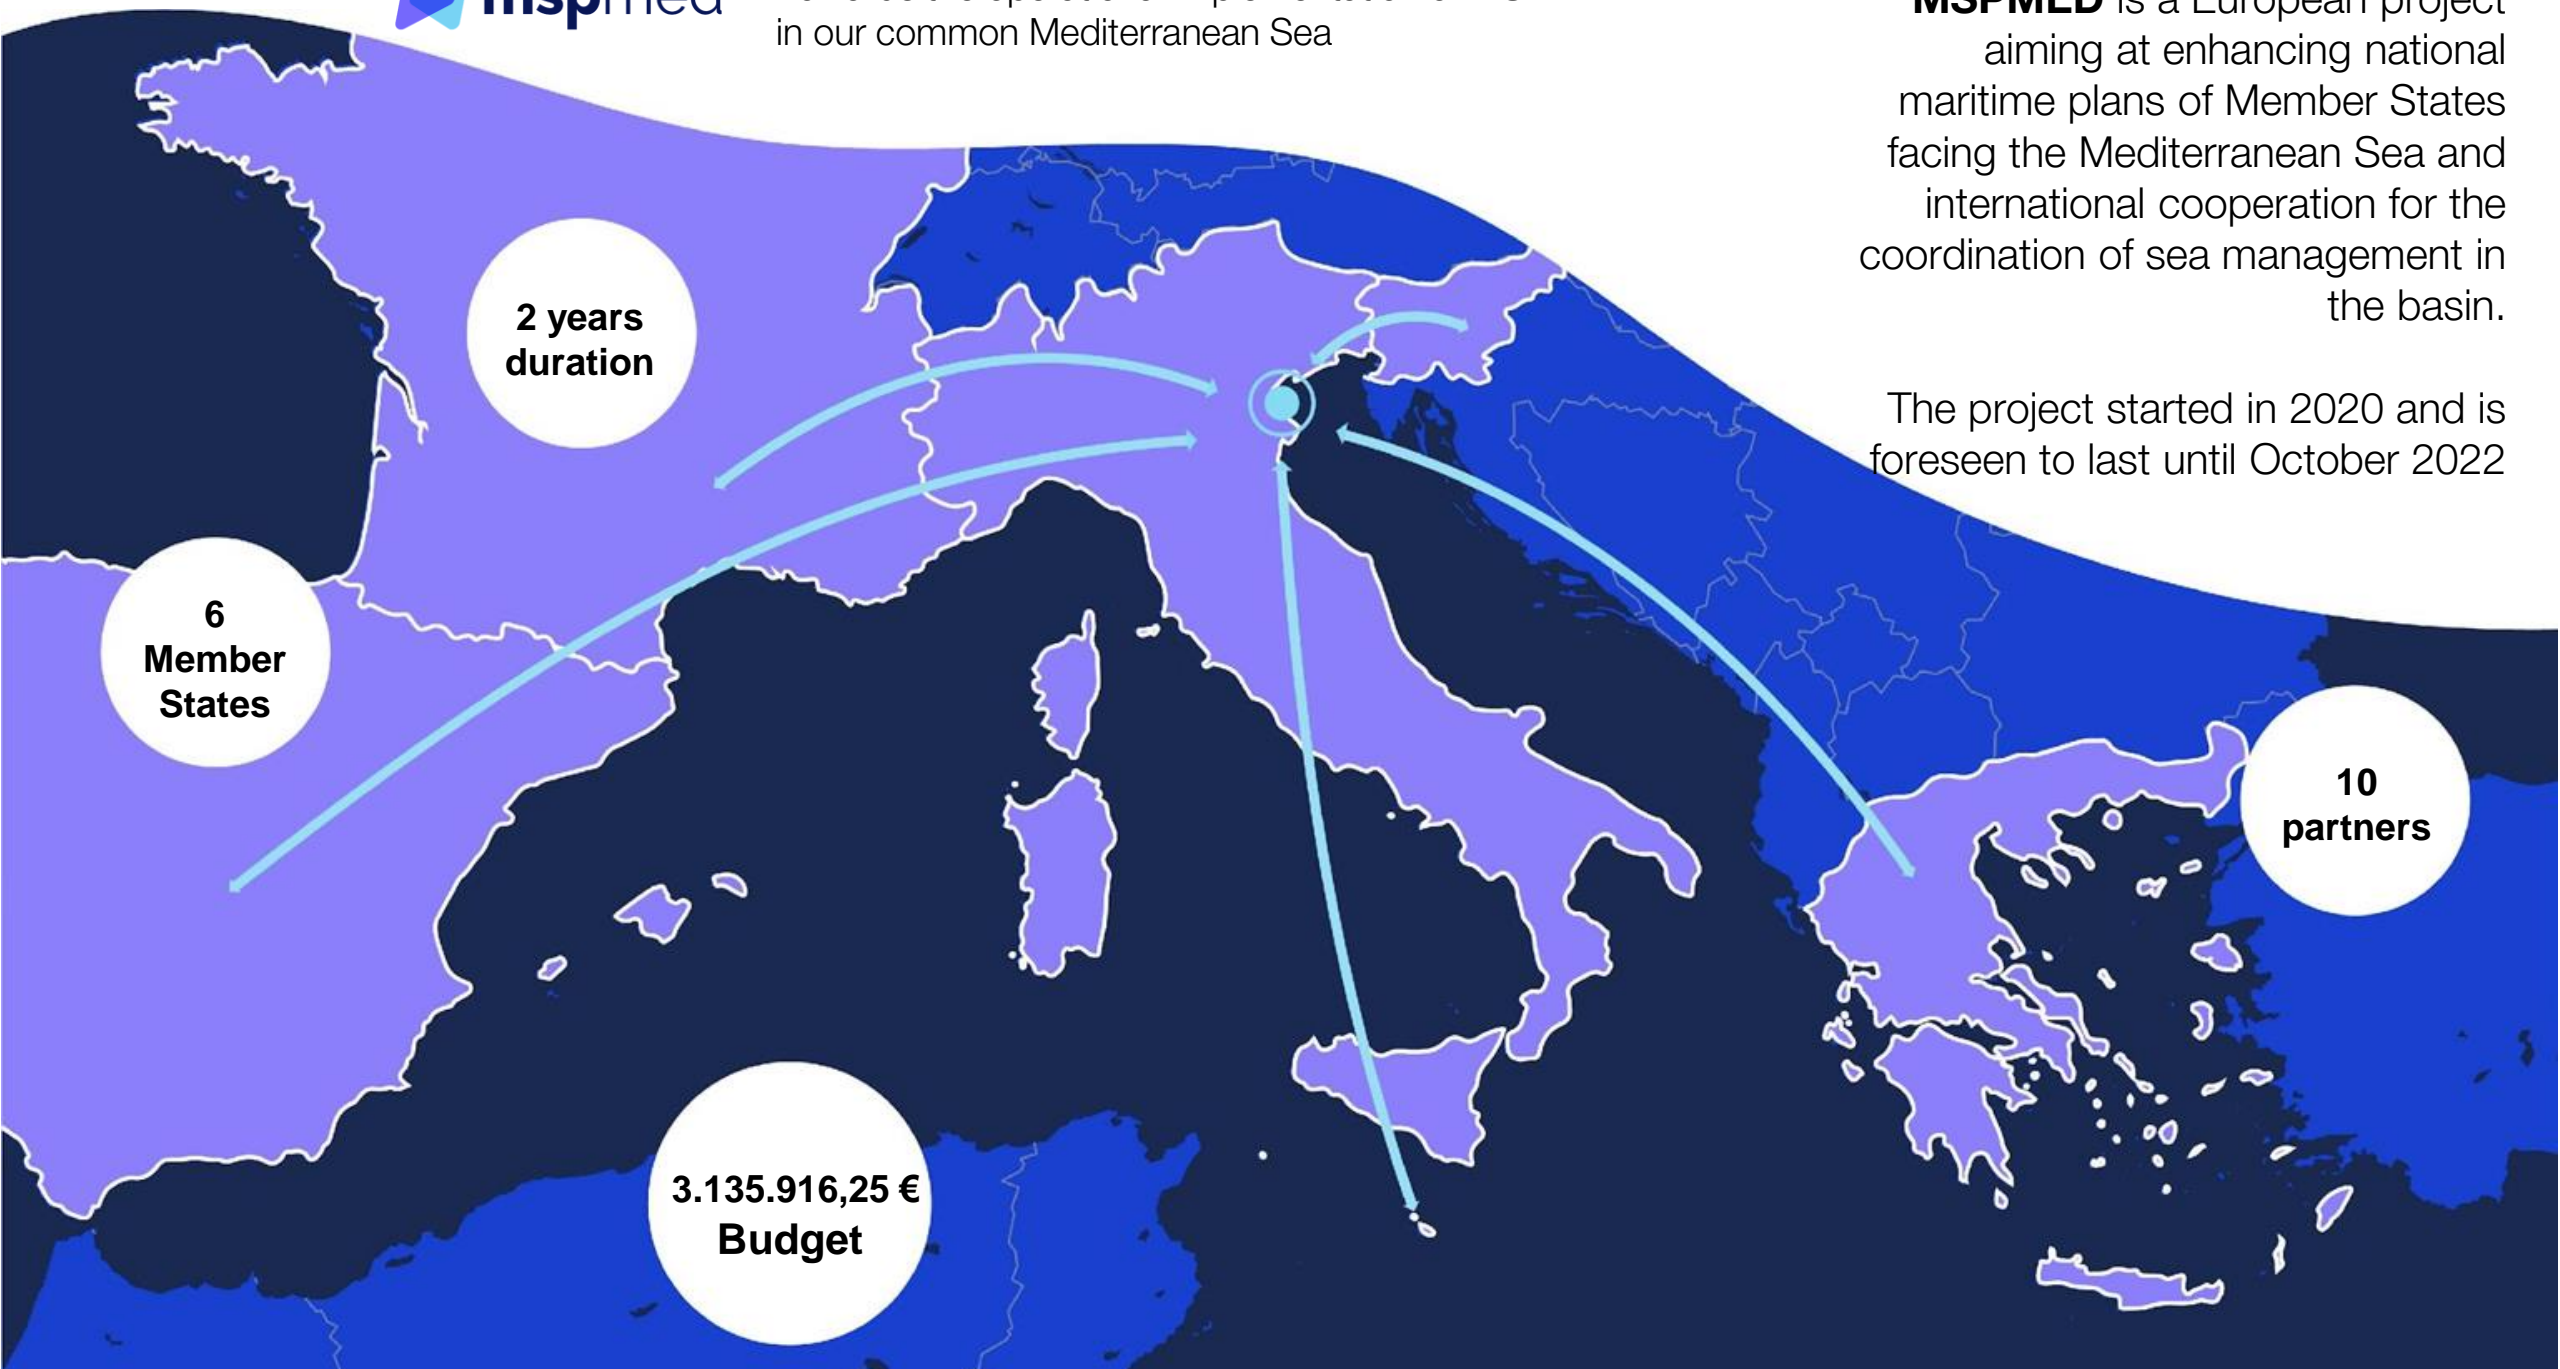 mspmed
in our common Mediterranean Sea
MSPMED is a European project
aiming at enhancing national
maritime plans of Member States
facing the Mediterranean Sea and
international cooperation for the
coordination of sea management in
the basin.
The project started in 2020 and is
foreseen to last until October 2022
2 years
duration
6
Member
States
10
partners
3.135.916,25 €
Budget